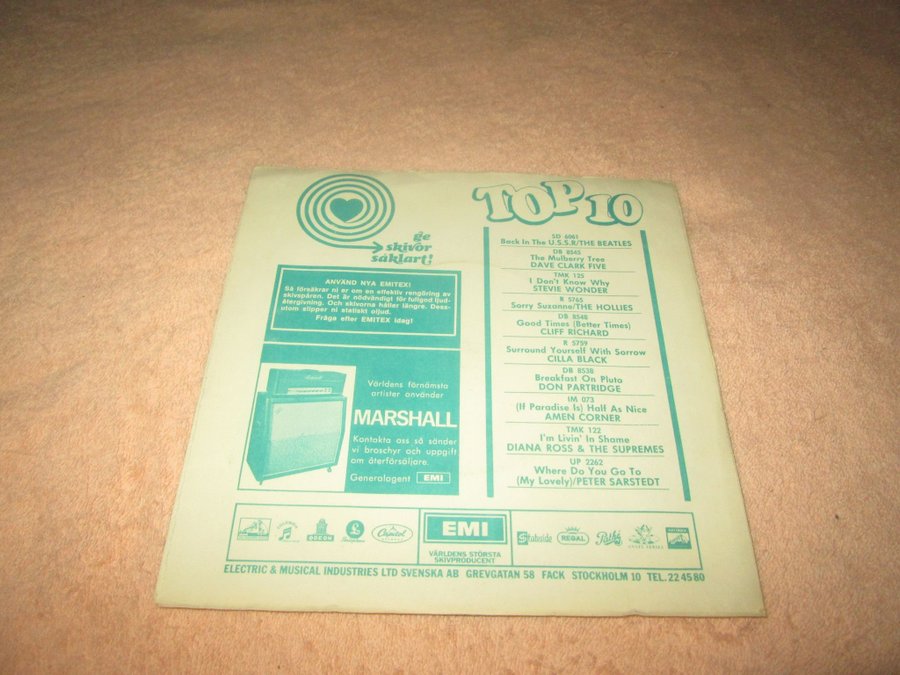 ge
skivor
såklart!
ANVÄND NYA EMITEX!
Så försäkrar ni er om en effektiv rengöring av
skivspåren. Det är nödvändigt för fullgod ljud-
återgivning. Och skivorna håller längre. Dess-
utom slipper ni statiskt oljud.
Fråga efter EMITEX idag!
Världens förnämsta
artister använder
MARSHALL
Kontakta oss så sänder
vi broschyr och uppgift
om återförsäljare.
Generalagent EMI
TOP 10
SD 6061
Back In The U.S.S.R/THE BEATLES
DB 8545
The Mulberry Tree
DAVE CLARK FIVE
TMK 125
I Don't Know Why
STEVIE WONDER
R 5765
Sorry Suzanne/THE HOLLIES
DB 8548
Good Times (Better Times)
CLIFF RICHARD
R 5759
Surround Yourself With Sorrow
CILLA BLACK
DB 8538
Breakfast On Pluto
DON PARTRIDGE
IM 073
(If Paradise Is) Half As Nice
AMEN CORNER
TMK 122
I'm Livin' In Shame
DIANA ROSS & THE SUPREMES
UP 2262
Where Do You Go To
(My Lovely)/PETER SARSTEDT
COLUMBIA
ODEON
Parlophone
Capitol
EMI
VÄRLDENS STÖRSTA
SKIVPRODUCENT
Stateside
REGAL
Pathé
ELECTRIC & MUSICAL INDUSTRIES LTD SVENSKA AB GREVGATAN 58 FACK STOCKHOLM 10 TEL. 22 45 80